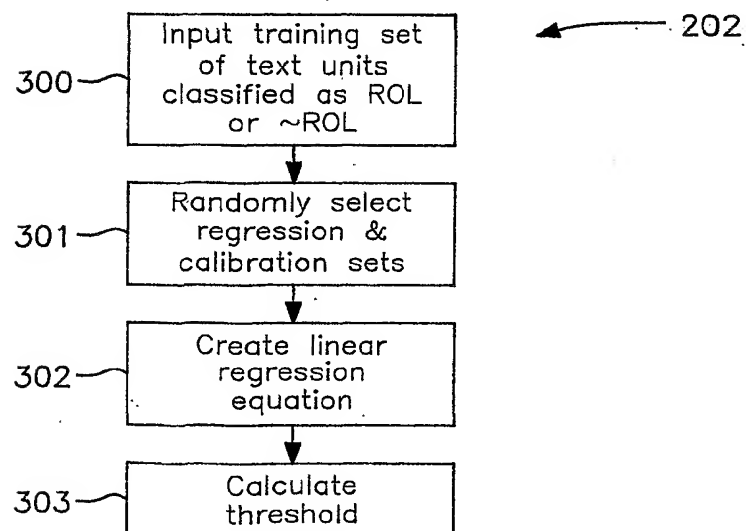 202
Input training set
of text units
classified as ROL
or ~ROL
300
Randomly select
regression &
calibration sets
301
Create linear
regression
equation
302
Calculate
threshold
303